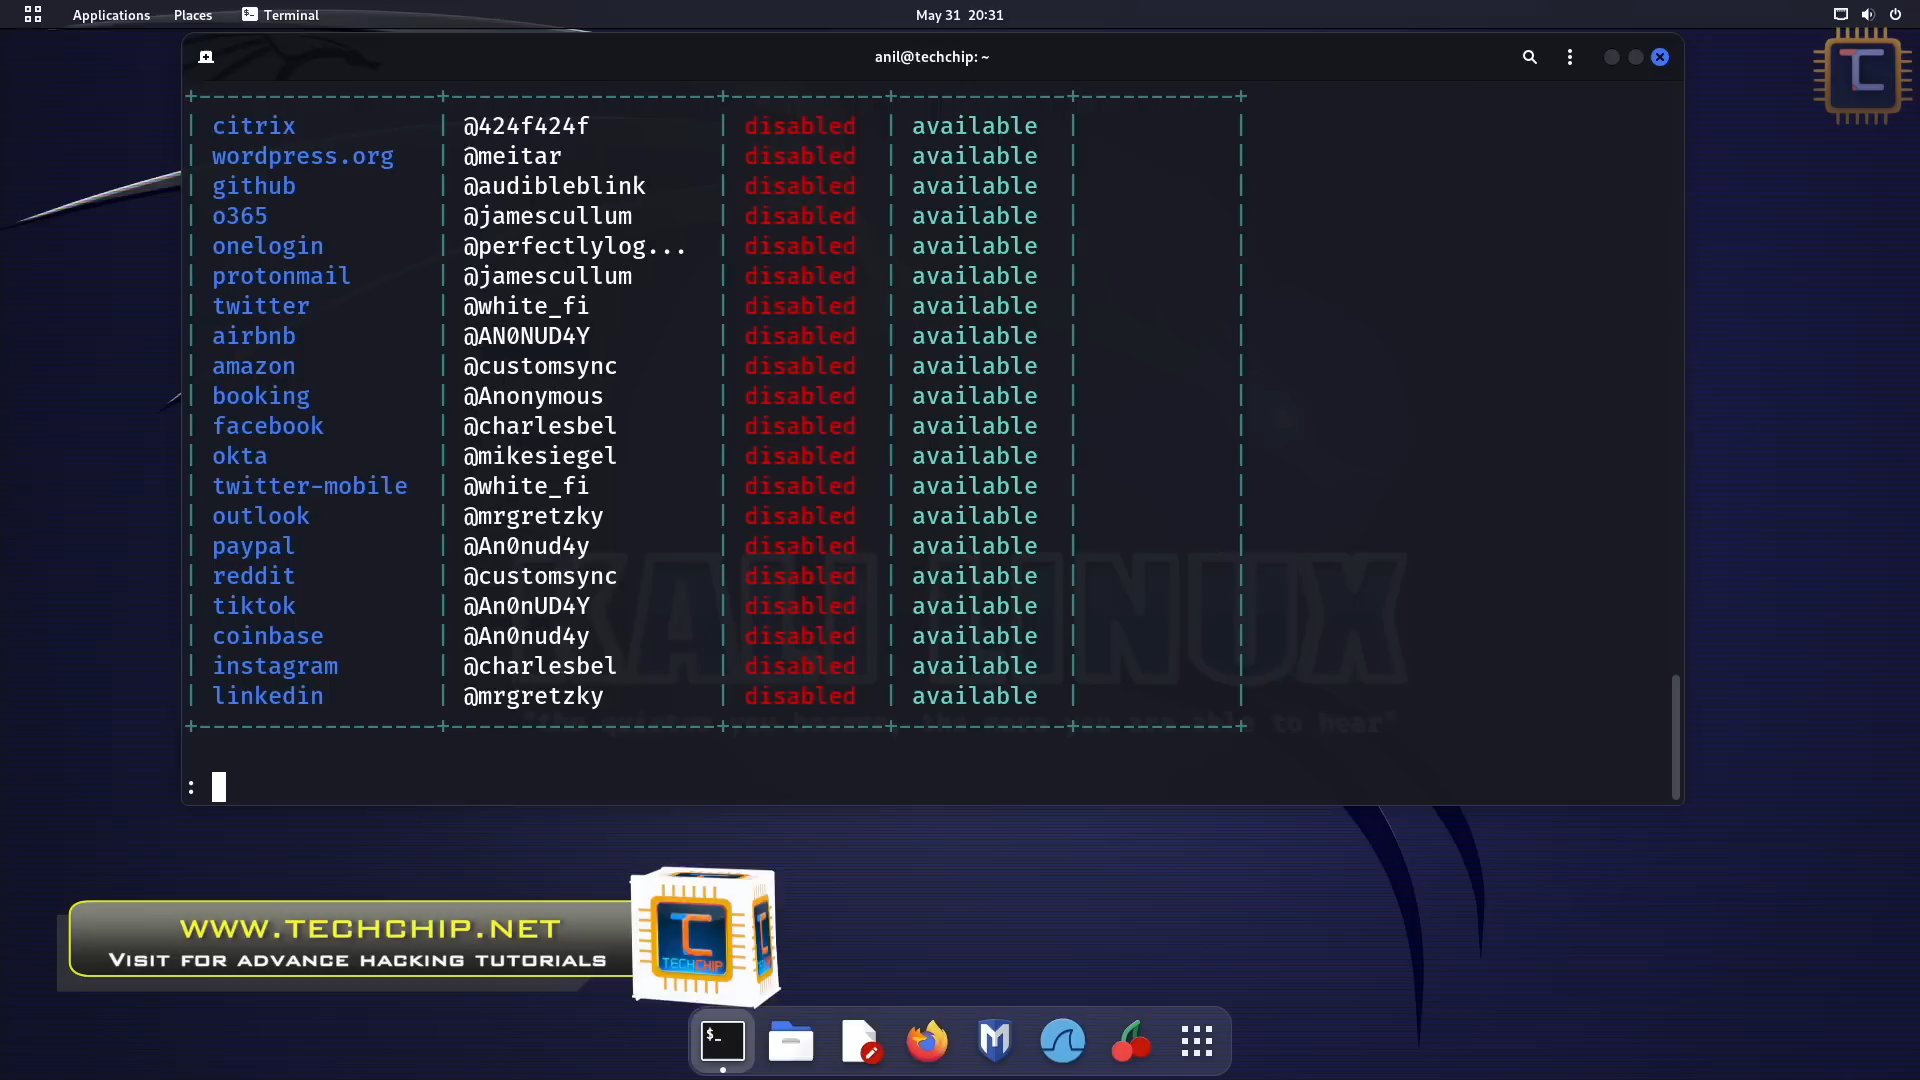 Applications Places Terminal May 31 20:31
anil@techchip: ~
citrix @424f424f disabled available
wordpress.org @meitar disabled available
github @audibleblink disabled available
o365 @jamescullum disabled available
onelogin @perfectlylog... disabled available
protonmail @jamescullum disabled available
twitter @white_fi disabled available
airbnb @AN0NUD4Y disabled available
amazon @customsync disabled available
booking @Anonymous disabled available
facebook @charlesbel disabled available
okta @mikesiegel disabled available
twitter-mobile @white_fi disabled available
outlook @mrgretzky disabled available
paypal @An0nud4y disabled available
reddit @customsync disabled available
tiktok @An0nUD4Y disabled available
coinbase @An0nud4y disabled available
instagram @charlesbel disabled available
linkedin @mrgretzky disabled available
KALI LINUX
to hear"
:
WWW.TECHCHIP.NET
VISIT FOR ADVANCE HACKING TUTORIALS
TECHCHIP